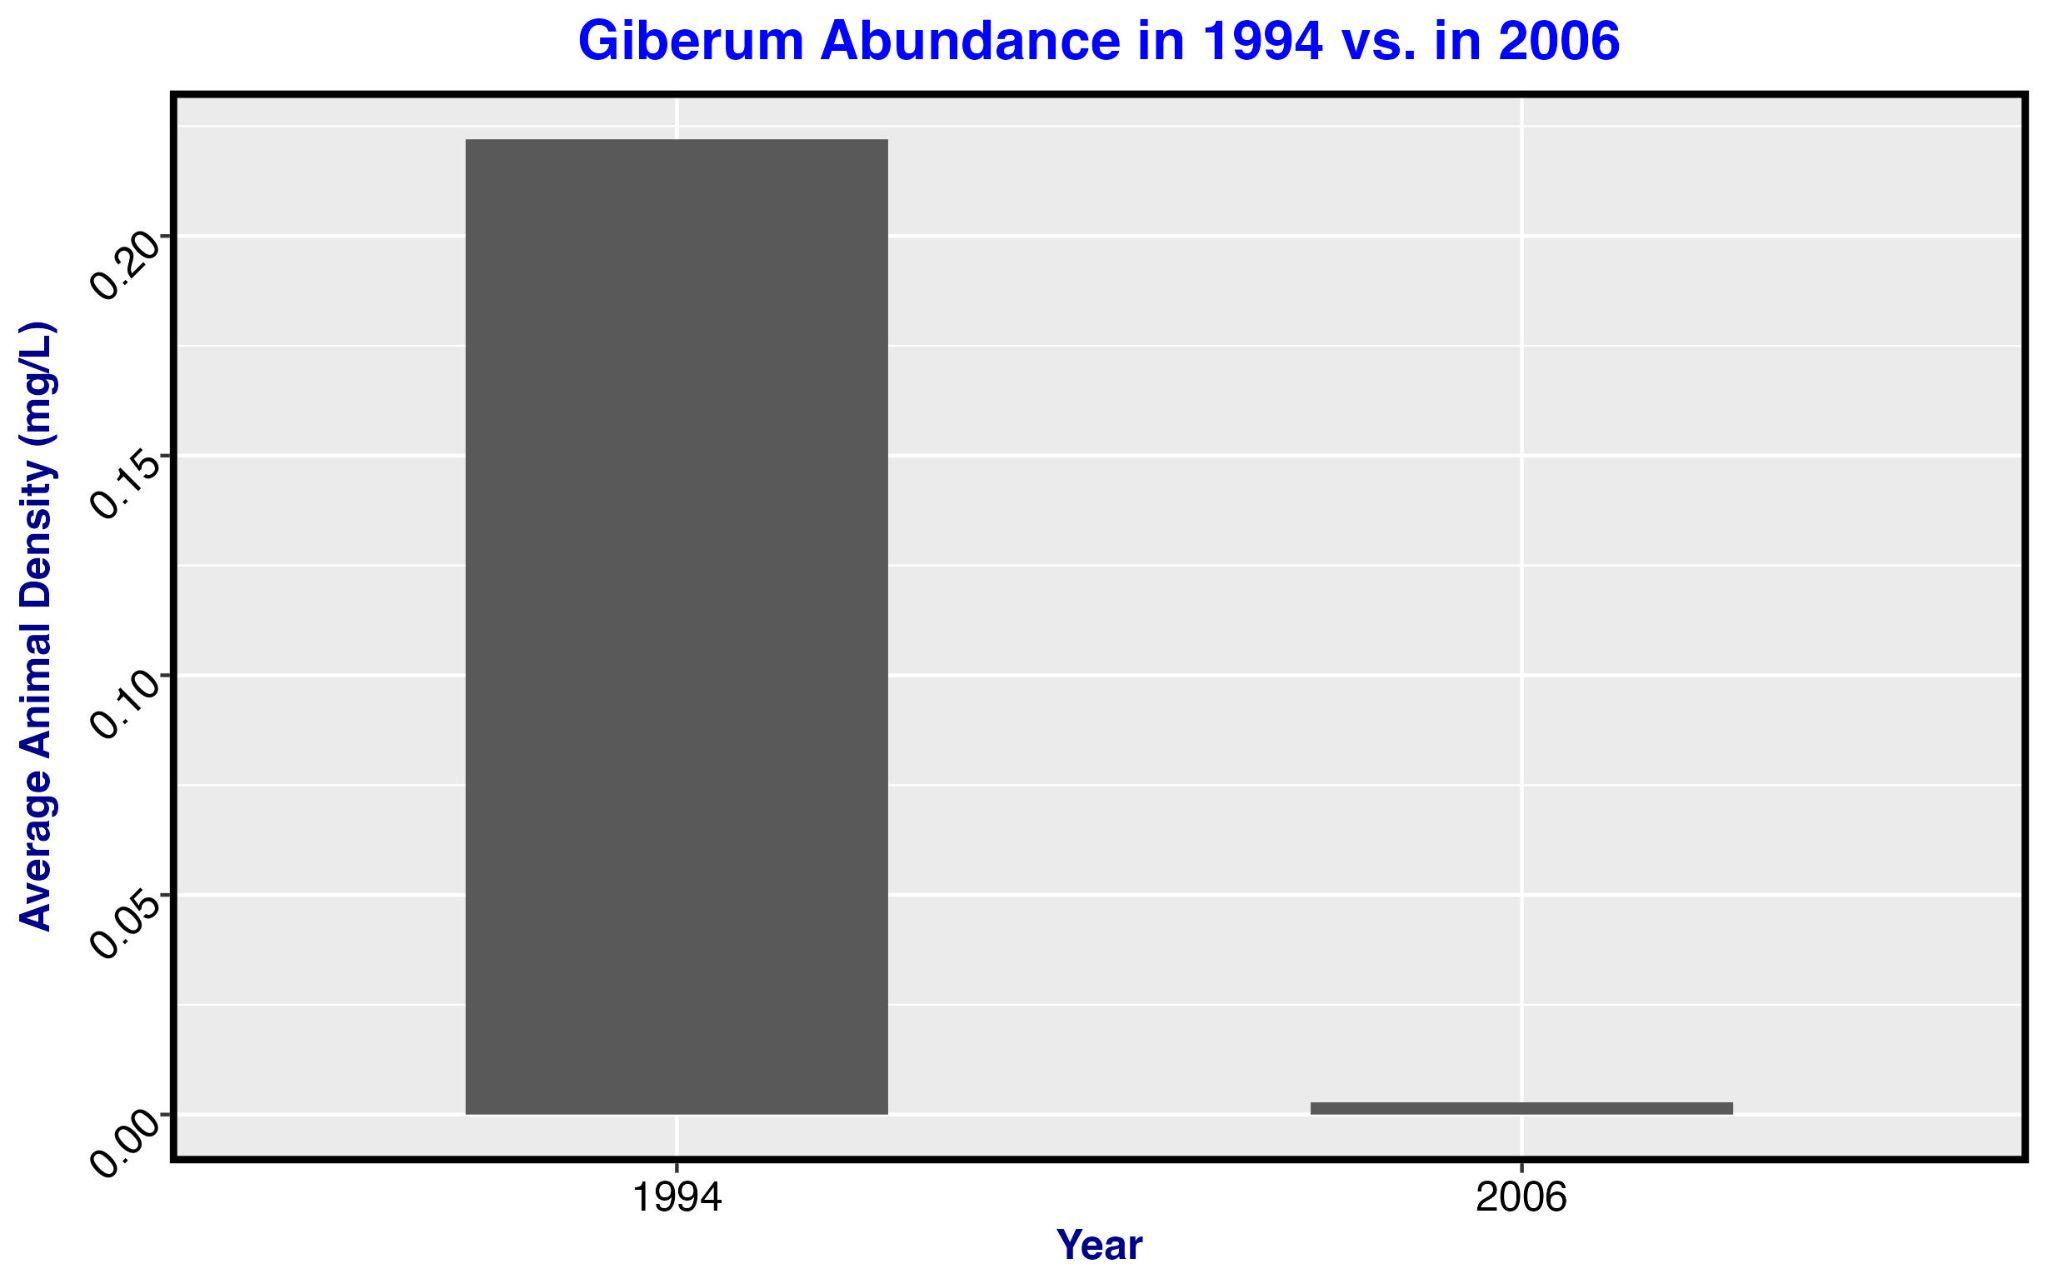 Giberum Abundance in 1994 vs. in 2006
Average Animal Density (mg/L)
0.20
0.15
0.10
0.05
0.00
1994
2006
Year